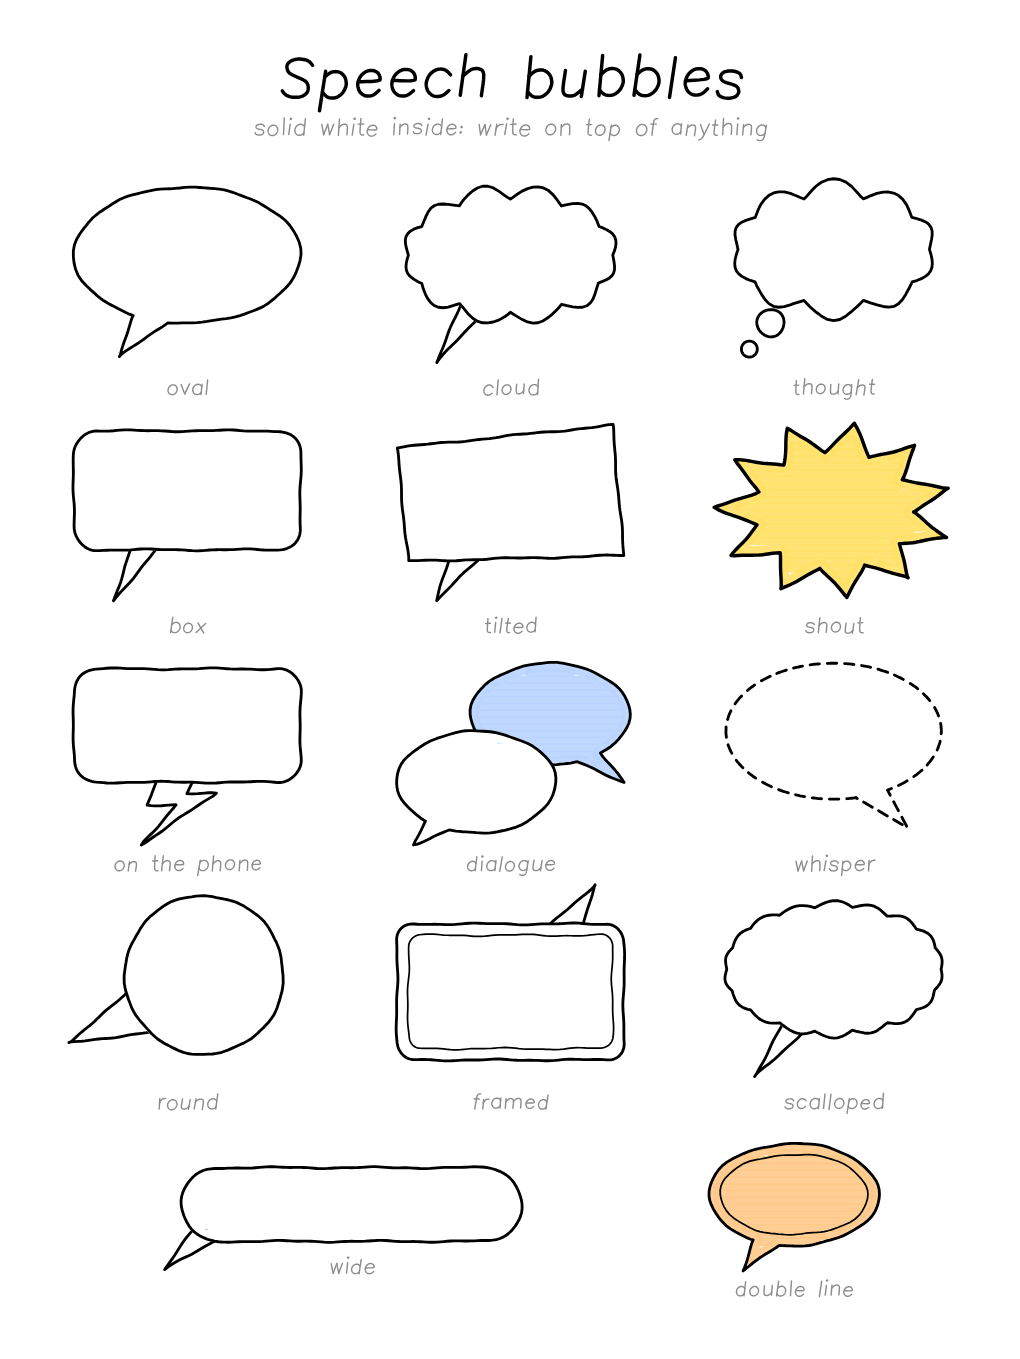 Speech bubbles
solid white inside: write on top of anything
oval
cloud
thought
box
tilted
shout
on the phone
dialogue
whisper
round
framed
scalloped
wide
double line